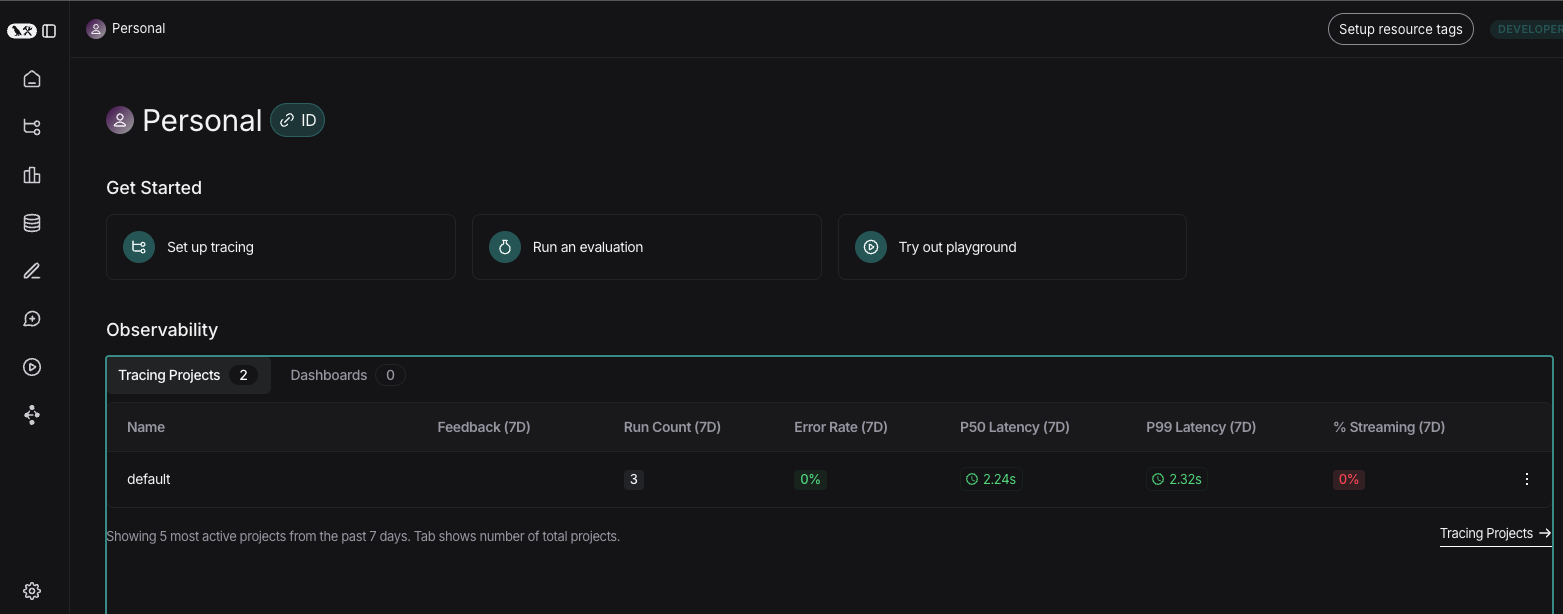 Personal
Setup resource tags
DEVELOPER
Personal ID
Get Started
Set up tracing
Run an evaluation
Try out playground
Observability
Tracing Projects 2 Dashboards 0
Name Feedback (7D) Run Count (7D) Error Rate (7D) P50 Latency (7D) P99 Latency (7D) % Streaming (7D)
default 3 0% 2.24s 2.32s 0%
Showing 5 most active projects from the past 7 days. Tab shows number of total projects.
Tracing Projects →